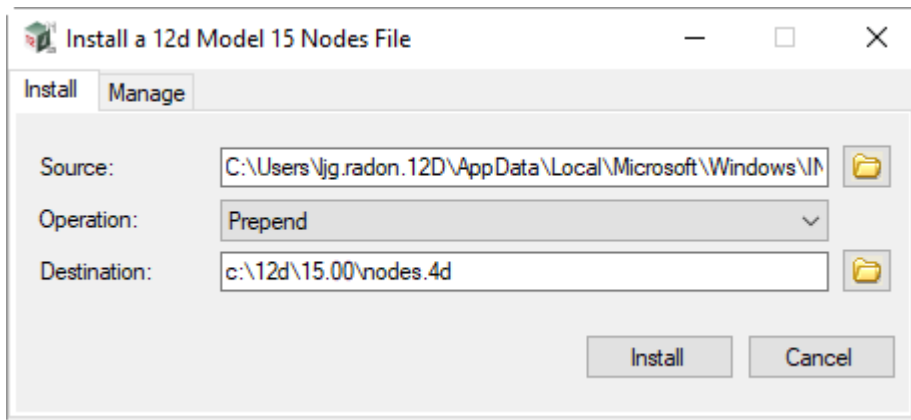 Install a 12d Model 15 Nodes File
Install Manage
Source: C:\Users\ljg.radon.12D\AppData\Local\Microsoft\Windows\IN
Operation: Prepend
Destination: c:\12d\15.00\nodes.4d
Install Cancel